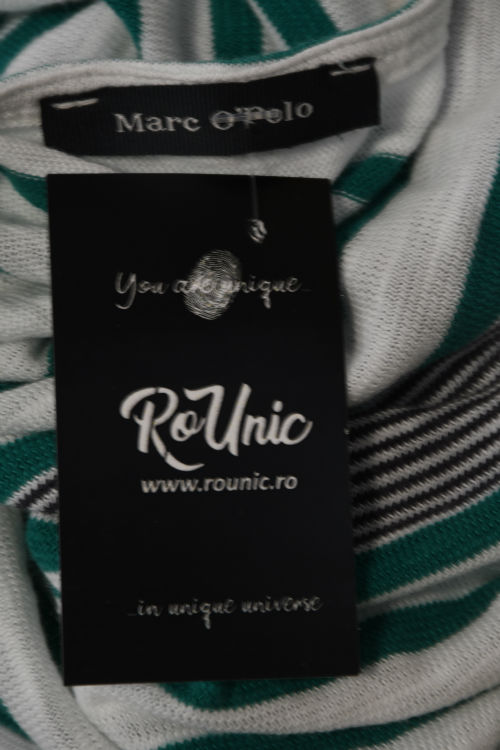 Marc O'Polo
You are unique...
RoUnic
www.rounic.ro
...in unique universe